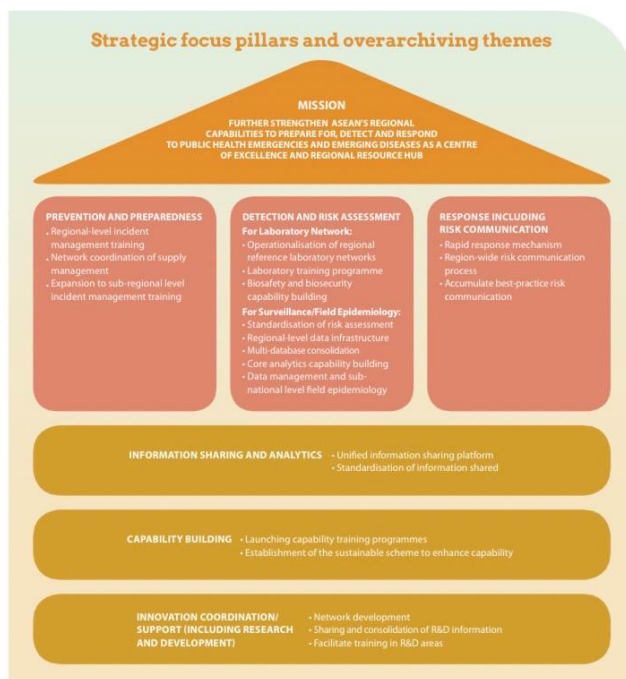 Strategic focus pillars and overarchiving themes
MISSION
FURTHER STRENGTHEN ASEAN'S REGIONAL
CAPABILITIES TO PREPARE FOR, DETECT AND RESPOND
TO PUBLIC HEALTH EMERGENCIES AND EMERGING DISEASES AS A CENTRE
OF EXCELLENCE AND REGIONAL RESOURCE HUB
PREVENTION AND PREPAREDNESS
. Regional-level incident
management training
. Network coordination of supply
management
. Expansion to sub-regional level
incident management training
DETECTION AND RISK ASSESSMENT
For Laboratory Network:
• Operationalisation of regional
reference laboratory networks
• Laboratory training programme
• Biosafety and biosecurity
capability building
For Surveillance/Field Epidemiology:
• Standardisation of risk assessment
• Regional-level data infrastructure
• Multi-database consolidation
• Core analytics capability building
• Data management and sub-
national level field epidemiology
RESPONSE INCLUDING
RISK COMMUNICATION
• Rapid response mechanism
• Region-wide risk communication
process
• Accumulate best-practice risk
communication
INFORMATION SHARING AND ANALYTICS
• Unified information sharing platform
• Standardisation of information shared
CAPABILITY BUILDING
• Launching capability training programmes
• Establishment of the sustainable scheme to enhance capability
INNOVATION COORDINATION/
SUPPORT (INCLUDING RESEARCH
AND DEVELOPMENT)
• Network development
• Sharing and consolidation of R&D information
• Facilitate training in R&D areas